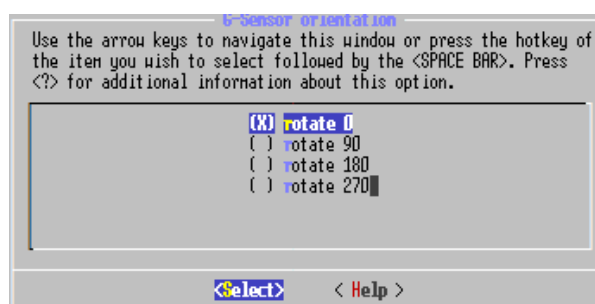 G-Sensor orientation
Use the arrow keys to navigate this window or press the hotkey of
the item you wish to select followed by the <SPACE BAR>. Press
<?> for additional information about this option.
(X) rotate 0
( ) rotate 90
( ) rotate 180
( ) rotate 270
<Select> < Help >